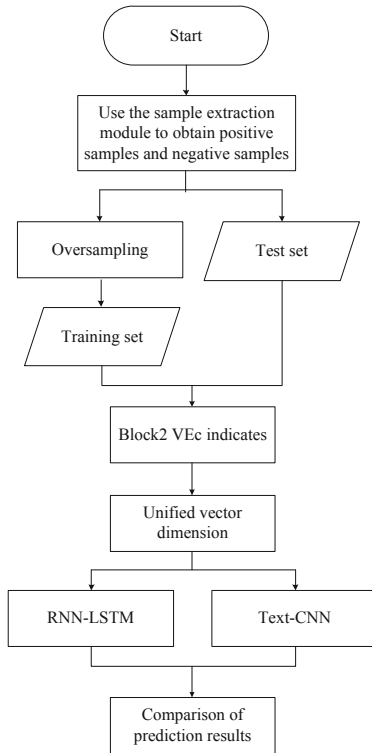 Start
Use the sample extraction
module to obtain positive
samples and negative samples
Oversampling
Test set
Training set
Block2 VEc indicates
Unified vector
dimension
RNN-LSTM
Text-CNN
Comparison of
prediction results